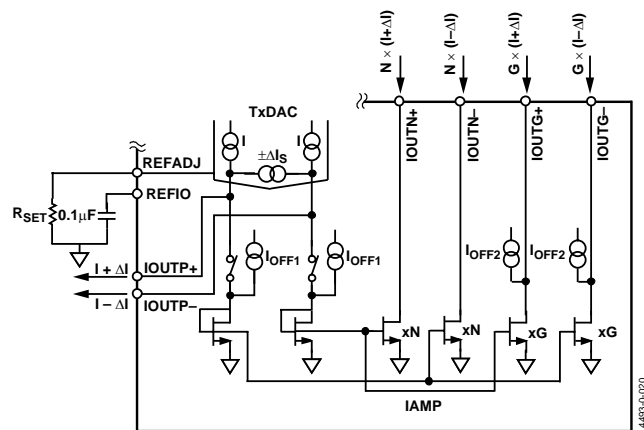 N × (I+ΔI)
N × (I–ΔI)
G × (I+ΔI)
G × (I–ΔI)
TxDAC
I
I
±ΔIS
IOUTN+
IOUTN–
IOUTG+
IOUTG–
REFADJ
REFIO
RSET
0.1µF
IOFF1
IOFF1
IOFF2
IOFF2
I + ΔI
IOUTP+
I – ΔI
IOUTP–
xN
xN
xG
xG
IAMP